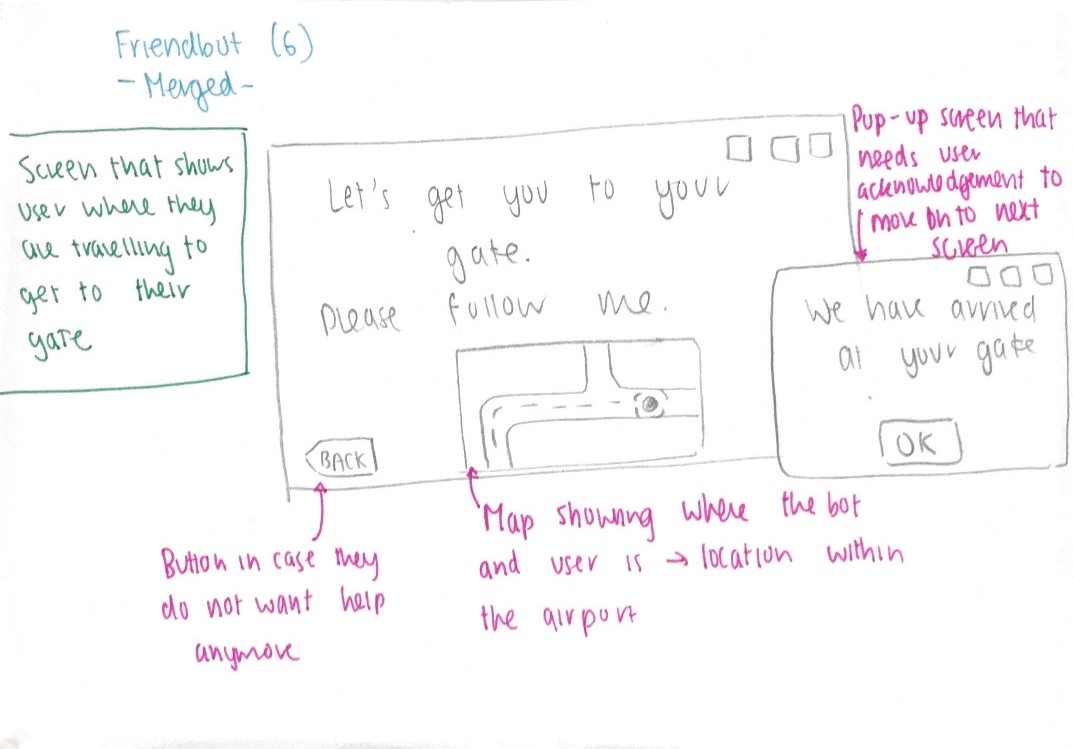 Friendbot (6)
- Merged -
Screen that shows
user where they
are travelling to
get to their
gate
Let's get you to your
gate.
Please follow me.
BACK
Pop-up screen that
needs user
acknowledgement to
move on to next
screen
We have arrived
at your gate
OK
Button in case they
do not want help
anymore
Map showing where the bot
and user is → location within
the airport